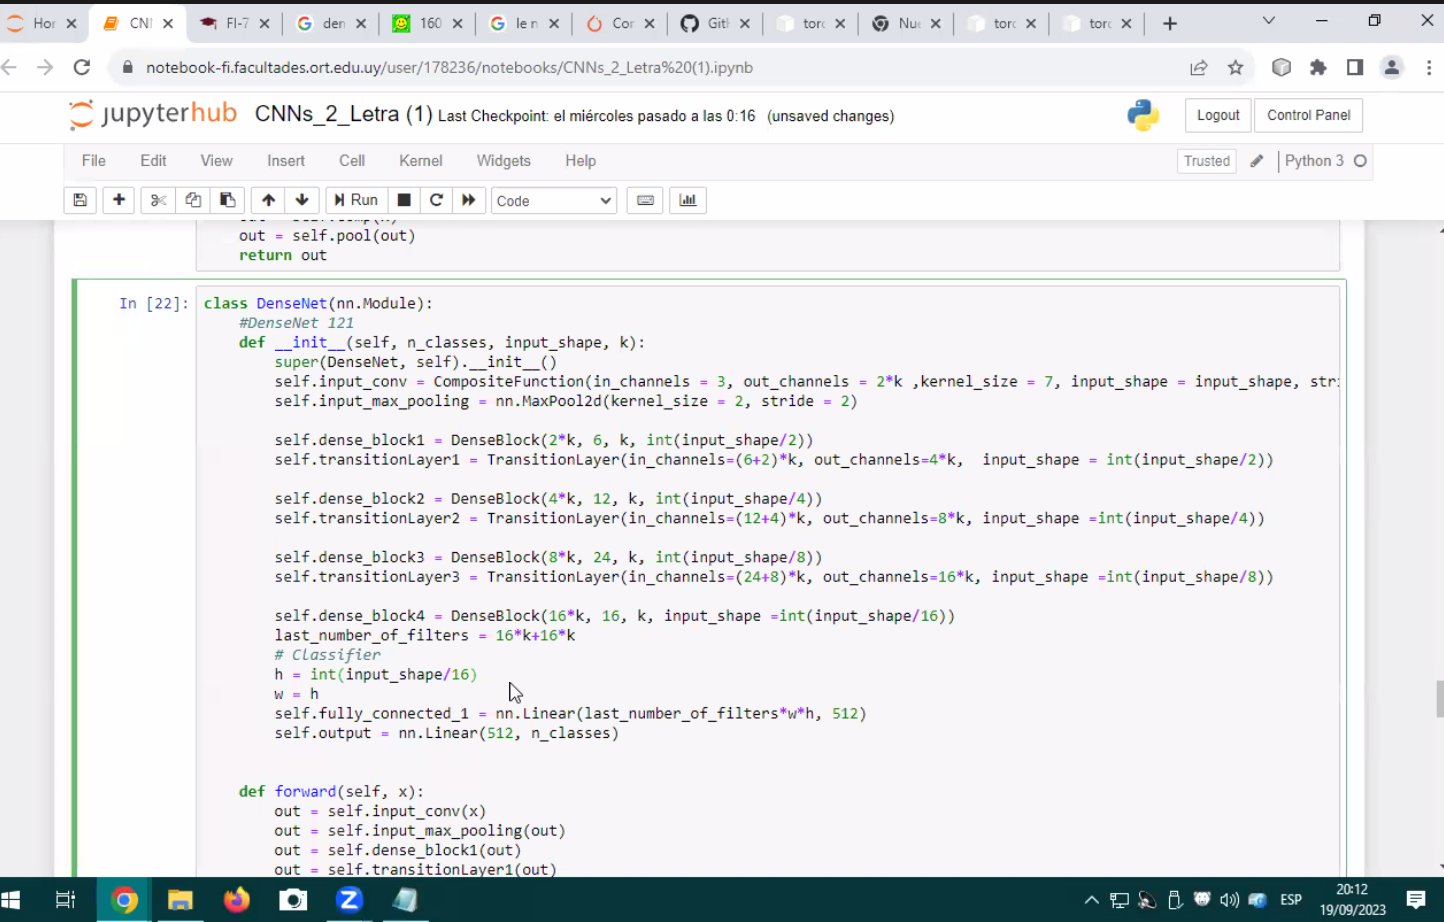 Hor
CNN
FI-7
den
160
le n
Cor
Git
torc
Nue
torc
torc
notebook-fi.facultades.ort.edu.uy/user/178236/notebooks/CNNs_2_Letra%20(1).ipynb
jupyterhub CNNs_2_Letra (1) Last Checkpoint: el miércoles pasado a las 0:16 (unsaved changes)
Logout Control Panel
File Edit View Insert Cell Kernel Widgets Help Trusted Python 3
Run Code
out = self.pool(out)
return out
In [22]: class DenseNet(nn.Module):
#DenseNet 121
def __init__(self, n_classes, input_shape, k):
super(DenseNet, self).__init__()
self.input_conv = CompositeFunction(in_channels = 3, out_channels = 2*k ,kernel_size = 7, input_shape = input_shape, stri
self.input_max_pooling = nn.MaxPool2d(kernel_size = 2, stride = 2)
self.dense_block1 = DenseBlock(2*k, 6, k, int(input_shape/2))
self.transitionLayer1 = TransitionLayer(in_channels=(6+2)*k, out_channels=4*k,  input_shape = int(input_shape/2))
self.dense_block2 = DenseBlock(4*k, 12, k, int(input_shape/4))
self.transitionLayer2 = TransitionLayer(in_channels=(12+4)*k, out_channels=8*k, input_shape =int(input_shape/4))
self.dense_block3 = DenseBlock(8*k, 24, k, int(input_shape/8))
self.transitionLayer3 = TransitionLayer(in_channels=(24+8)*k, out_channels=16*k, input_shape =int(input_shape/8))
self.dense_block4 = DenseBlock(16*k, 16, k, input_shape =int(input_shape/16))
last_number_of_filters = 16*k+16*k
# Classifier
h = int(input_shape/16)
w = h
self.fully_connected_1 = nn.Linear(last_number_of_filters*w*h, 512)
self.output = nn.Linear(512, n_classes)
def forward(self, x):
out = self.input_conv(x)
out = self.input_max_pooling(out)
out = self.dense_block1(out)
out = self.transitionLayer1(out)
ESP
20:12
19/09/2023